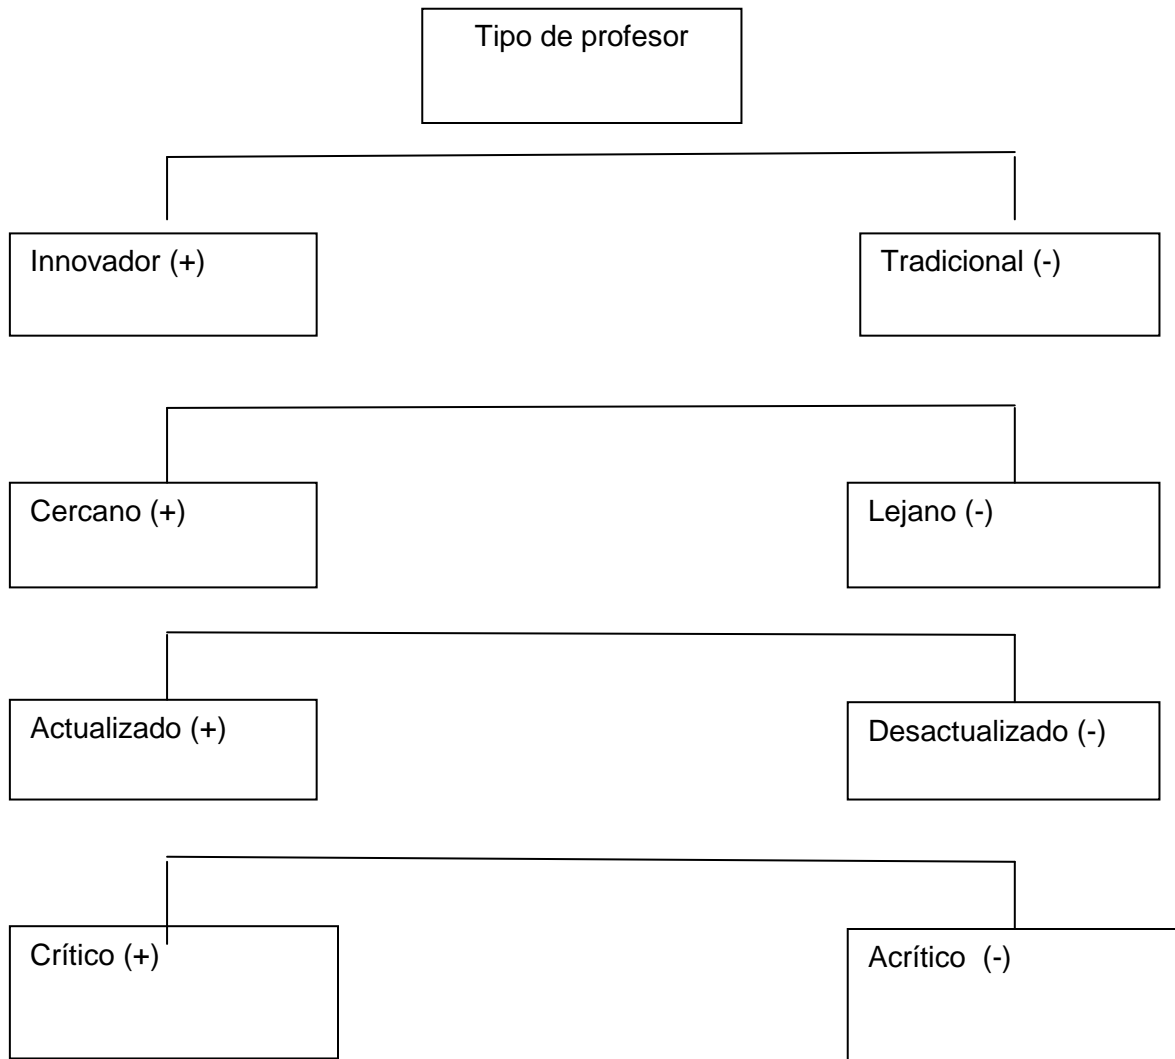 Tipo de profesor
Innovador (+)
Tradicional (-)
Cercano (+)
Lejano (-)
Actualizado (+)
Desactualizado (-)
Crítico (+)
Acrítico (-)